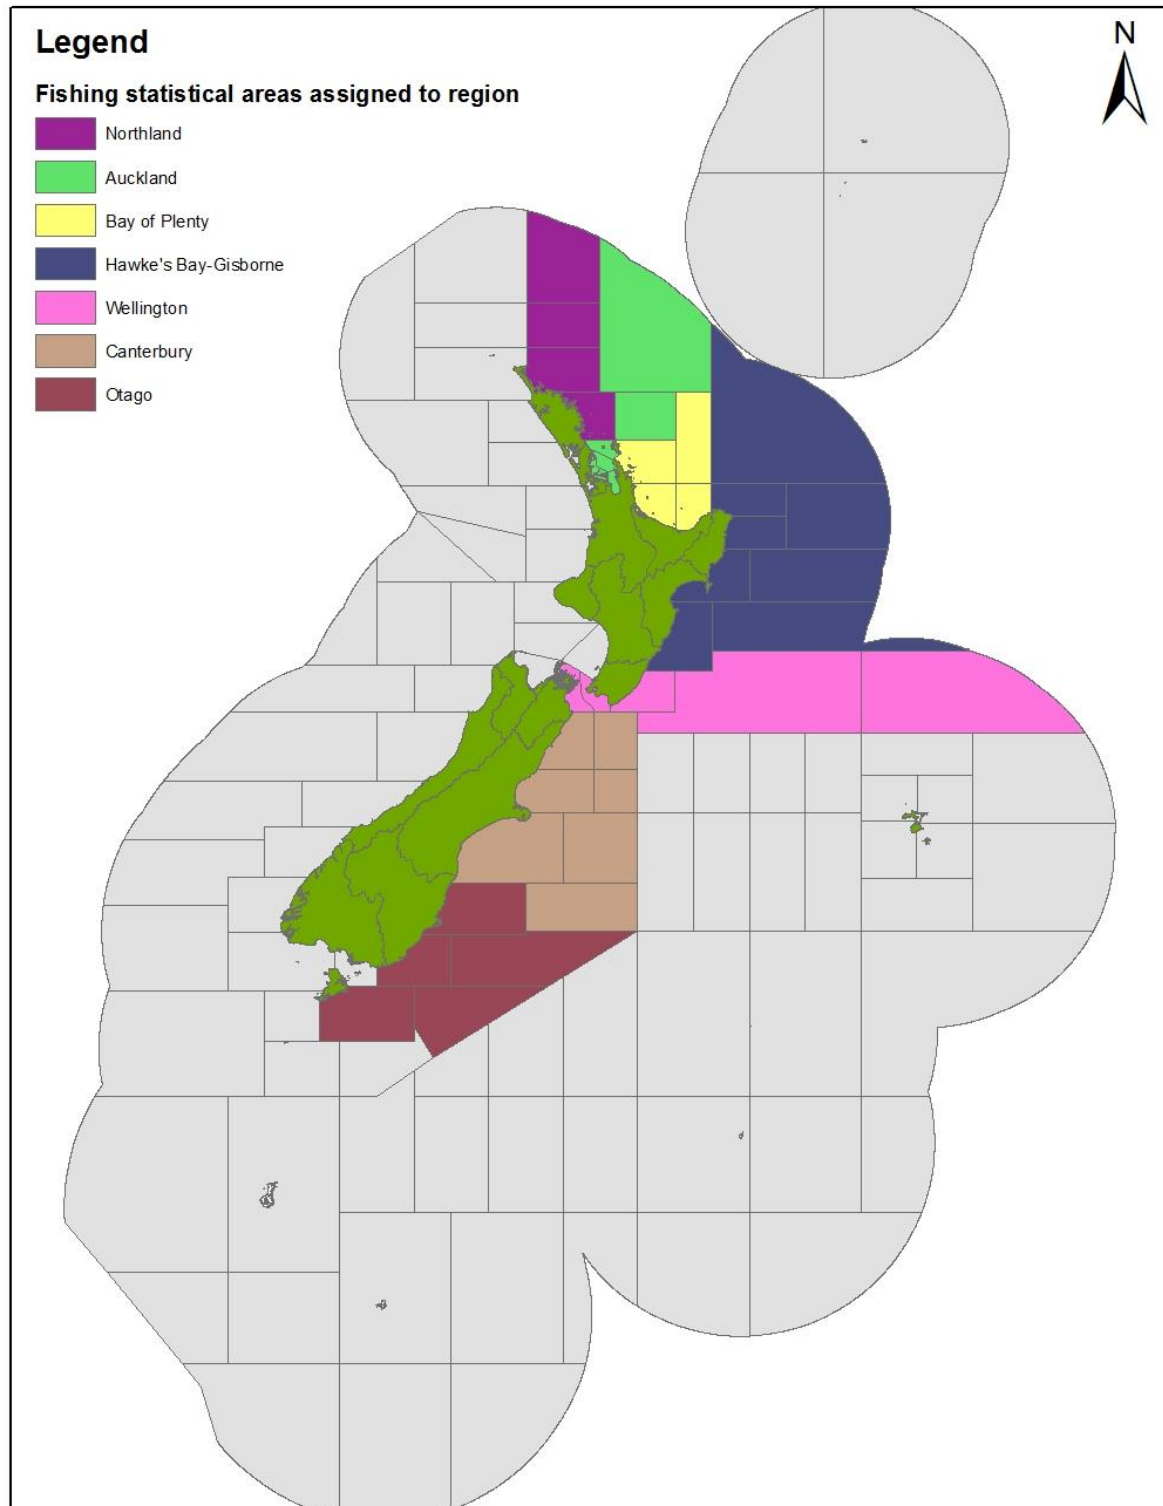 Legend
N
Fishing statistical areas assigned to region
Northland
Auckland
Bay of Plenty
Hawke's Bay-Gisborne
Wellington
Canterbury
Otago